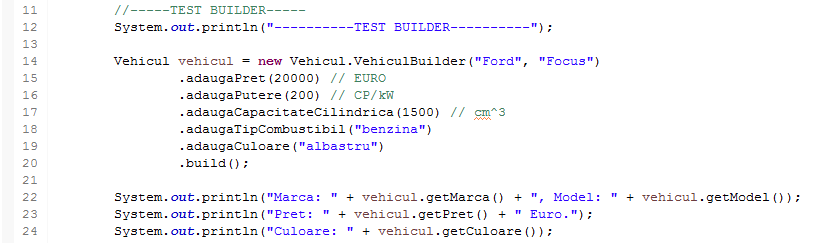 11 //-----TEST BUILDER-----
12 System.out.println("----------TEST BUILDER----------");
13
14 Vehicul vehicul = new Vehicul.VehiculBuilder("Ford", "Focus")
15 .adaugaPret(20000) // EURO
16 .adaugaPutere(200) // CP/kW
17 .adaugaCapacitateCilindrica(1500) // cm^3
18 .adaugaTipCombustibil("benzina")
19 .adaugaCuloare("albastru")
20 .build();
21
22 System.out.println("Marca: " + vehicul.getMarca() + ", Model: " + vehicul.getModel());
23 System.out.println("Pret: " + vehicul.getPret() + " Euro.");
24 System.out.println("Culoare: " + vehicul.getCuloare());